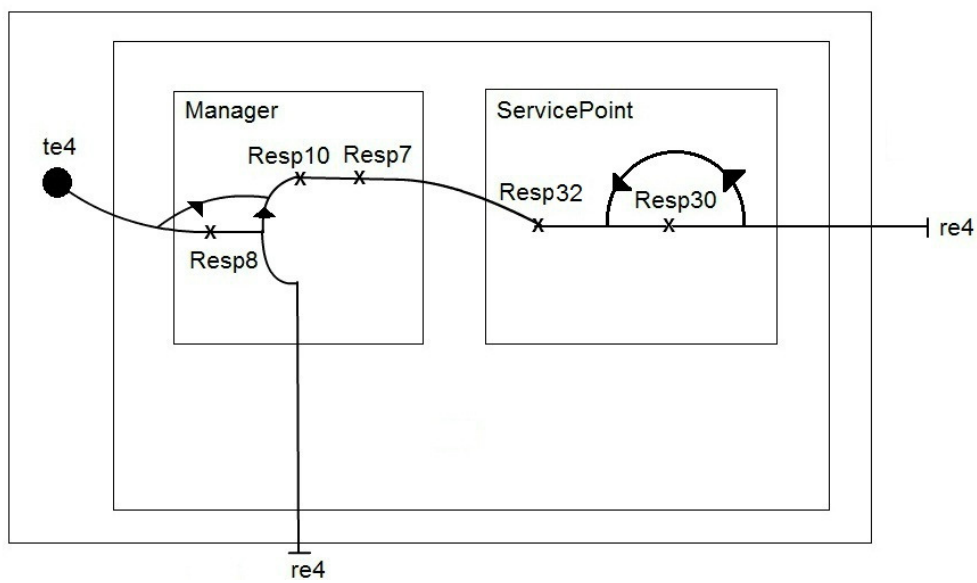 Manager
ServicePoint
te4
Resp10
Resp7
Resp32
Resp30
Resp8
re4
re4